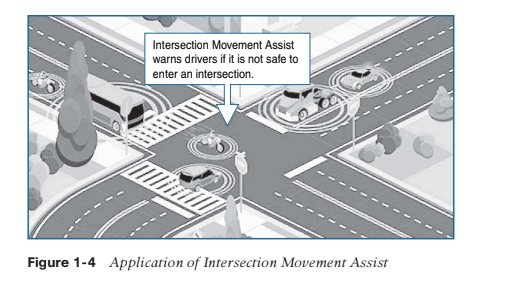 Intersection Movement Assist
warns drivers if it is not safe to
enter an intersection.
Figure 1-4 Application of Intersection Movement Assist